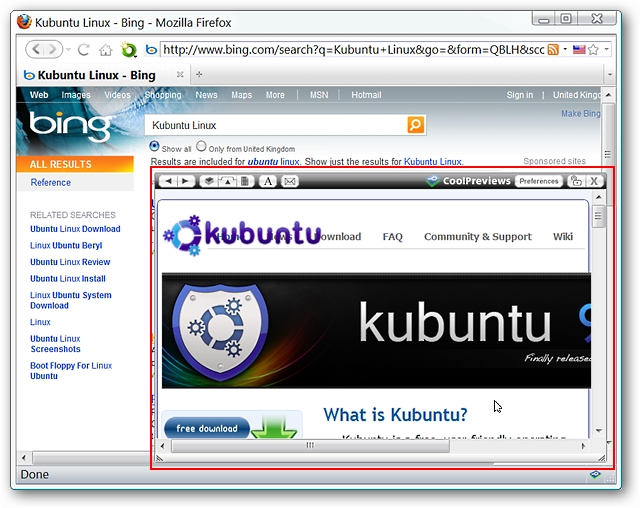 Kubuntu Linux - Bing - Mozilla Firefox
http://www.bing.com/search?q=Kubuntu+Linux&go=&form=QBLH&scc
Kubuntu Linux - Bing
Web Images Videos Shopping News Maps More | MSN | Hotmail Sign in | United Kingd
bing
Make Bing
Kubuntu Linux
Show all Only from United Kingdom
ALL RESULTS
Results are included for ubuntu linux. Show just the results for Kubuntu Linux.
Sponsored sites
Reference
A CoolPreviews Preferences X
RELATED SEARCHES
Ubuntu Linux Download
Linux Ubuntu Beryl
Ubuntu Linux Review
Ubuntu Linux Install
Linux Ubuntu System
Download
Linux
Ubuntu Linux
Screenshots
Boot Floppy For Linux
Ubuntu
kubuntu
Home News Download FAQ Community & Support Wiki
kubuntu 9
Finally released
What is Kubuntu?
free download
Kubuntu is a free, user-friendly operating
Done